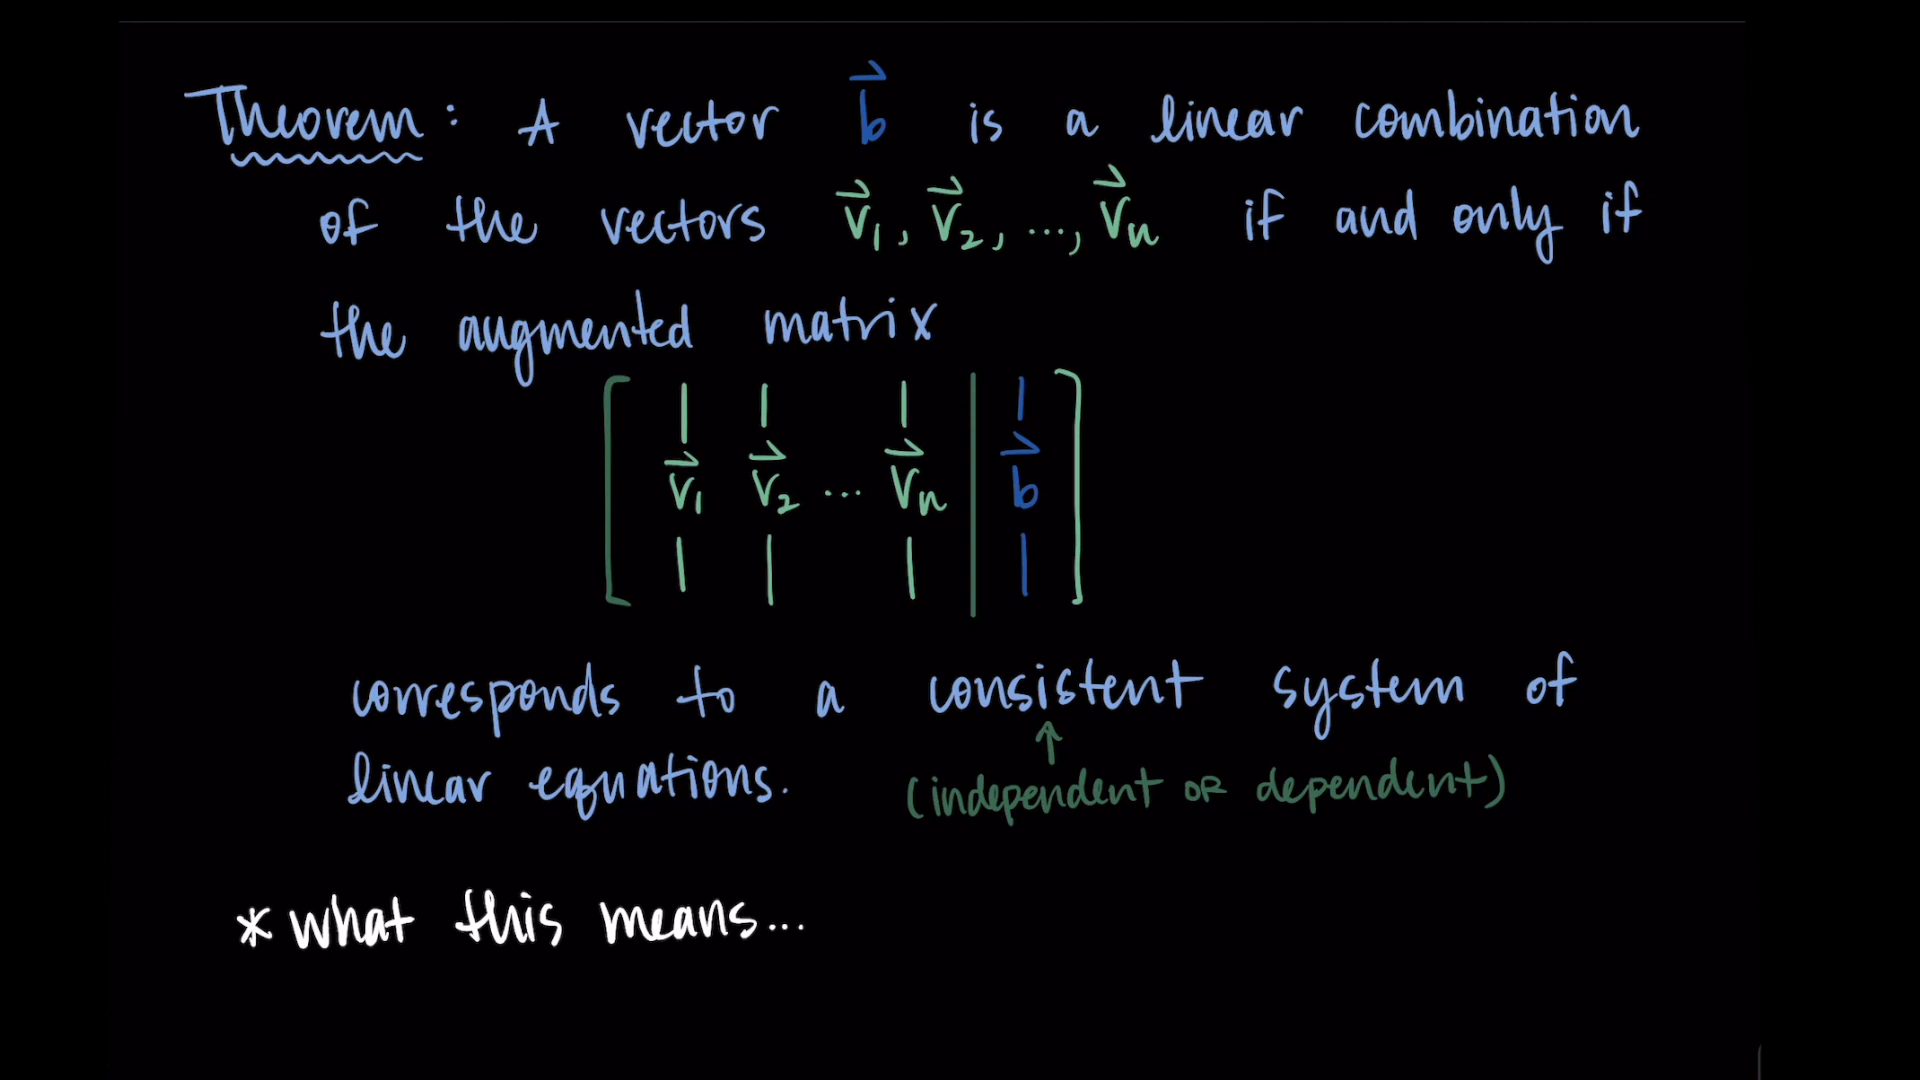 Theorem: A vector b⃗ is a linear combination
of the vectors v⃗₁, v⃗₂, ..., v⃗ₙ if and only if
the augmented matrix
[ v⃗₁ v⃗₂ ... v⃗ₙ | b⃗ ]
corresponds to a consistent system of
linear equations. (independent OR dependent)
* what this means...